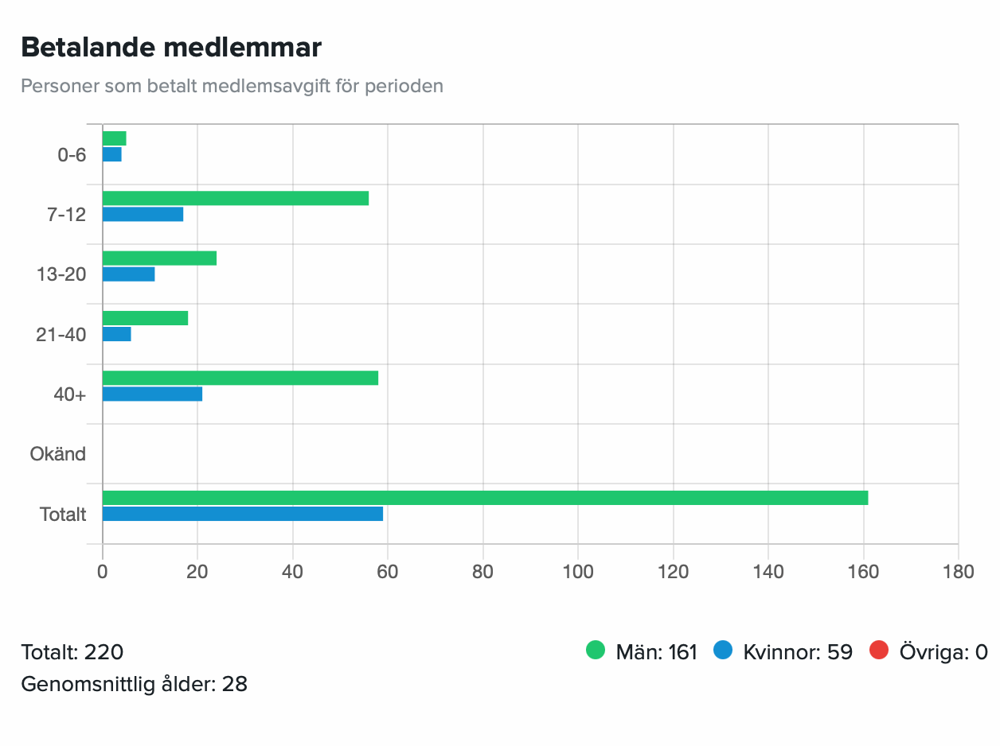 Betalande medlemmar
Personer som betalt medlemsavgift för perioden
0-6
7-12
13-20
21-40
40+
Okänd
Totalt
0 20 40 60 80 100 120 140 160 180
Totalt: 220
Män: 161 Kvinnor: 59 Övriga: 0
Genomsnittlig ålder: 28